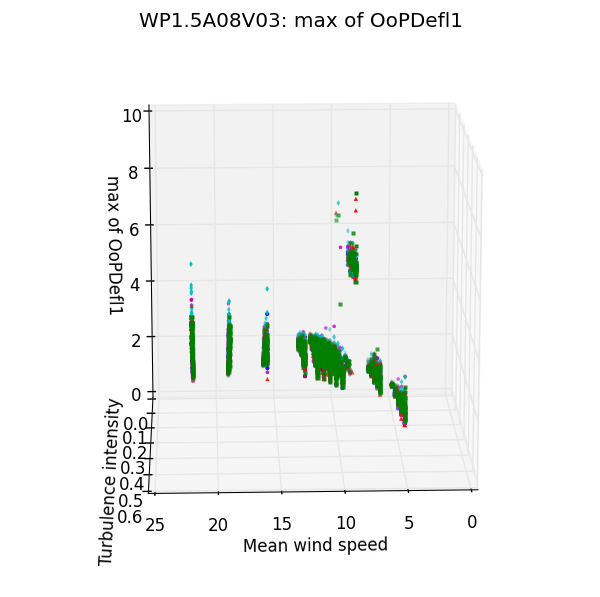 WP1.5A08V03: max of OoPDefl1
10
8
6
4
2
0
max of OoPDefl1
0.0
0.1
0.2
0.3
0.4
0.5
0.6
Turbulence intensity
25 20 15 10 5 0
Mean wind speed